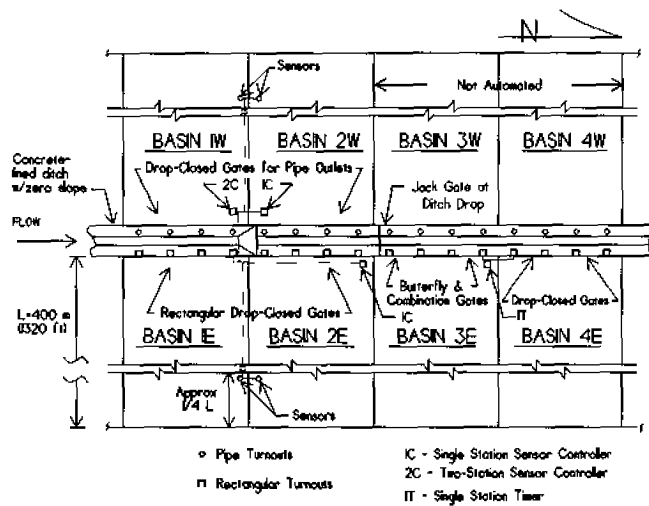 N
Sensors
Not Automated
BASIN 1W
BASIN 2W
BASIN 3W
BASIN 4W
Concrete-
lined ditch
w/zero slope
Drop-Closed Gates for Pipe Outlets
2C
1C
Jack Gate at
Ditch Drop
FLOW
L=400 m
(1320 ft)
Rectangular Drop-Closed Gates
Butterfly &
Combination Gates
1C
Drop-Closed Gates
1T
BASIN 1E
BASIN 2E
BASIN 3E
BASIN 4E
Approx
1/4 L
Sensors
Pipe Turnouts
Rectangular Turnouts
1C - Single Station Sensor Controller
2C - Two-Station Sensor Controller
1T - Single Station Timer